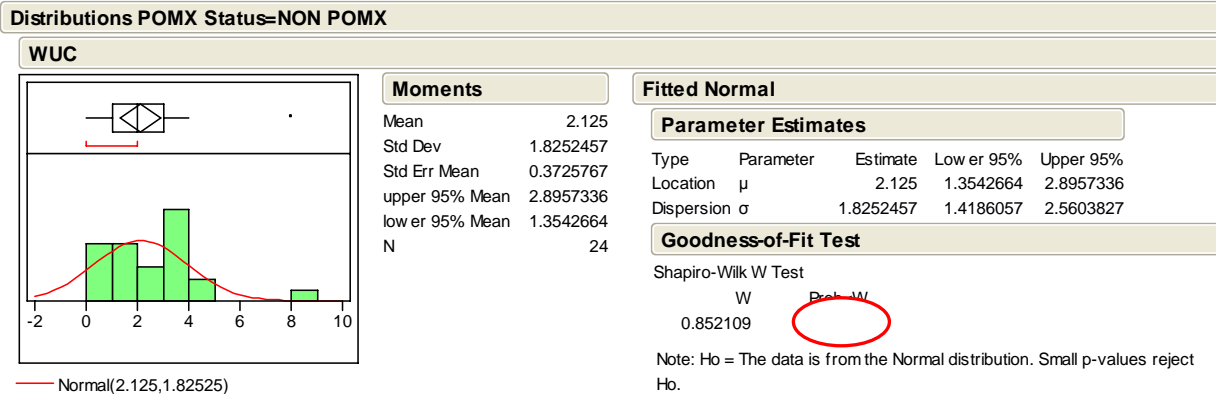 Distributions POMX Status=NON POMX
WUC
-2 0 2 4 6 8 10
Normal(2.125,1.82525)
Moments
Mean 2.125
Std Dev 1.8252457
Std Err Mean 0.3725767
upper 95% Mean 2.8957336
lower 95% Mean 1.3542664
N 24
Fitted Normal
Parameter Estimates
Type Parameter Estimate Lower 95% Upper 95%
Location μ 2.125 1.3542664 2.8957336
Dispersion σ 1.8252457 1.4186057 2.5603827
Goodness-of-Fit Test
Shapiro-Wilk W Test
W Prob<W
0.852109
Note: Ho = The data is from the Normal distribution. Small p-values reject
Ho.